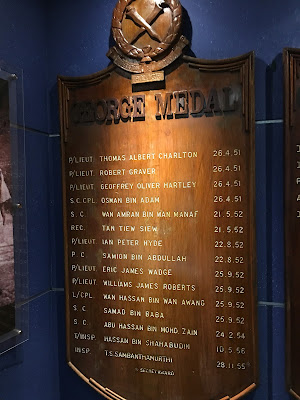 GEORGE MEDAL
P/LIEUT. THOMAS ALBERT CHARLTON 26.4.51
P/LIEUT. ROBERT GRAVER 26.4.51
P/LIEUT. GEOFFREY OLIVER HARTLEY 26.4.51
S.C.CPL. OSMAN BIN ADAM 26.4.51
S. C. WAN AMRAN BIN WAN MANAF 21.5.52
REC. TAN TIEW SIEW 21.5.52
P/LIEUT. IAN PETER HYDE 22.8.52
P. C. SAMION BIN ABDULLAH 22.8.52
P/LIEUT. ERIC JAMES WADGE 25.9.52
P/LIEUT. WILLIAMS JAMES ROBERTS 25.9.52
L/CPL. WAN HASSAN BIN WAN AWANG 25.9.52
S. C. SAMAD BIN BABA 25.9.52
S. C. ABU HASSAN BIN MOHD. ZAIN 24.2.54
T/INSP. HASSAN BIN SHAHABUDIN 10.5.56
INSP. T.S.SAMBANTHAMURTHI 28.11.55
SECRET AWARD